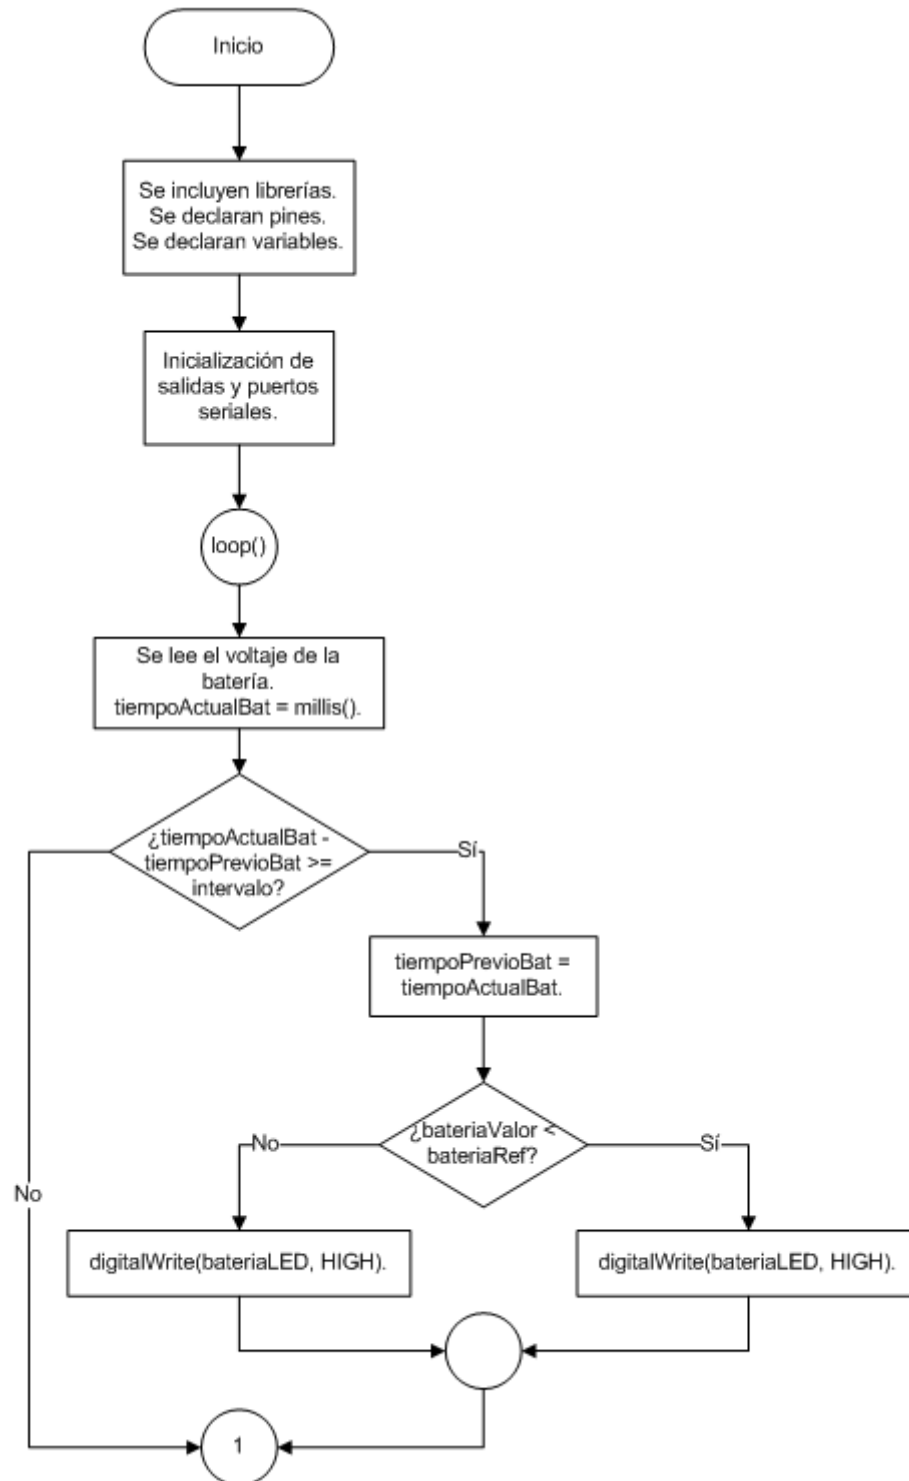 Inicio
Se incluyen librerías.
Se declaran pines.
Se declaran variables.
Inicialización de
salidas y puertos
seriales.
loop()
Se lee el voltaje de la
batería.
tiempoActualBat = millis().
¿tiempoActualBat -
tiempoPrevioBat >=
intervalo?
Sí
tiempoPrevioBat =
tiempoActualBat.
¿bateriaValor <
bateriaRef?
No
Sí
No
digitalWrite(bateriaLED, HIGH).
digitalWrite(bateriaLED, HIGH).
1